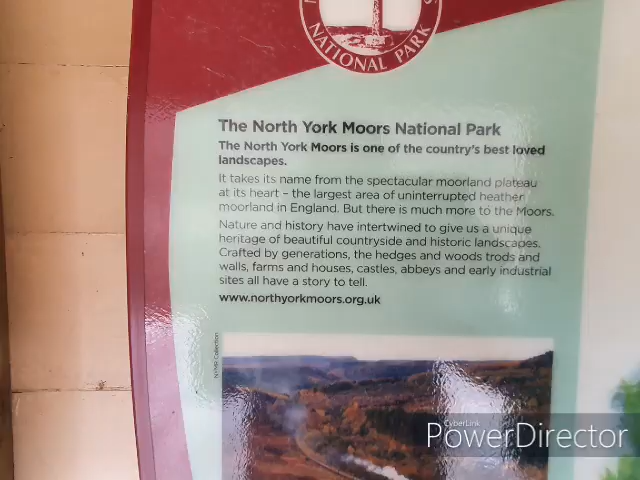 NATIONAL PARK
The North York Moors National Park
The North York Moors is one of the country's best loved
landscapes.
It takes its name from the spectacular moorland plateau
at its heart – the largest area of uninterrupted heather
moorland in England. But there is much more to the Moors.
Nature and history have intertwined to give us a unique
heritage of beautiful countryside and historic landscapes.
Crafted by generations, the hedges and woods trods and
walls, farms and houses, castles, abbeys and early industrial
sites all have a story to tell.
www.northyorkmoors.org.uk
Collection
CyberLink
PowerDirector